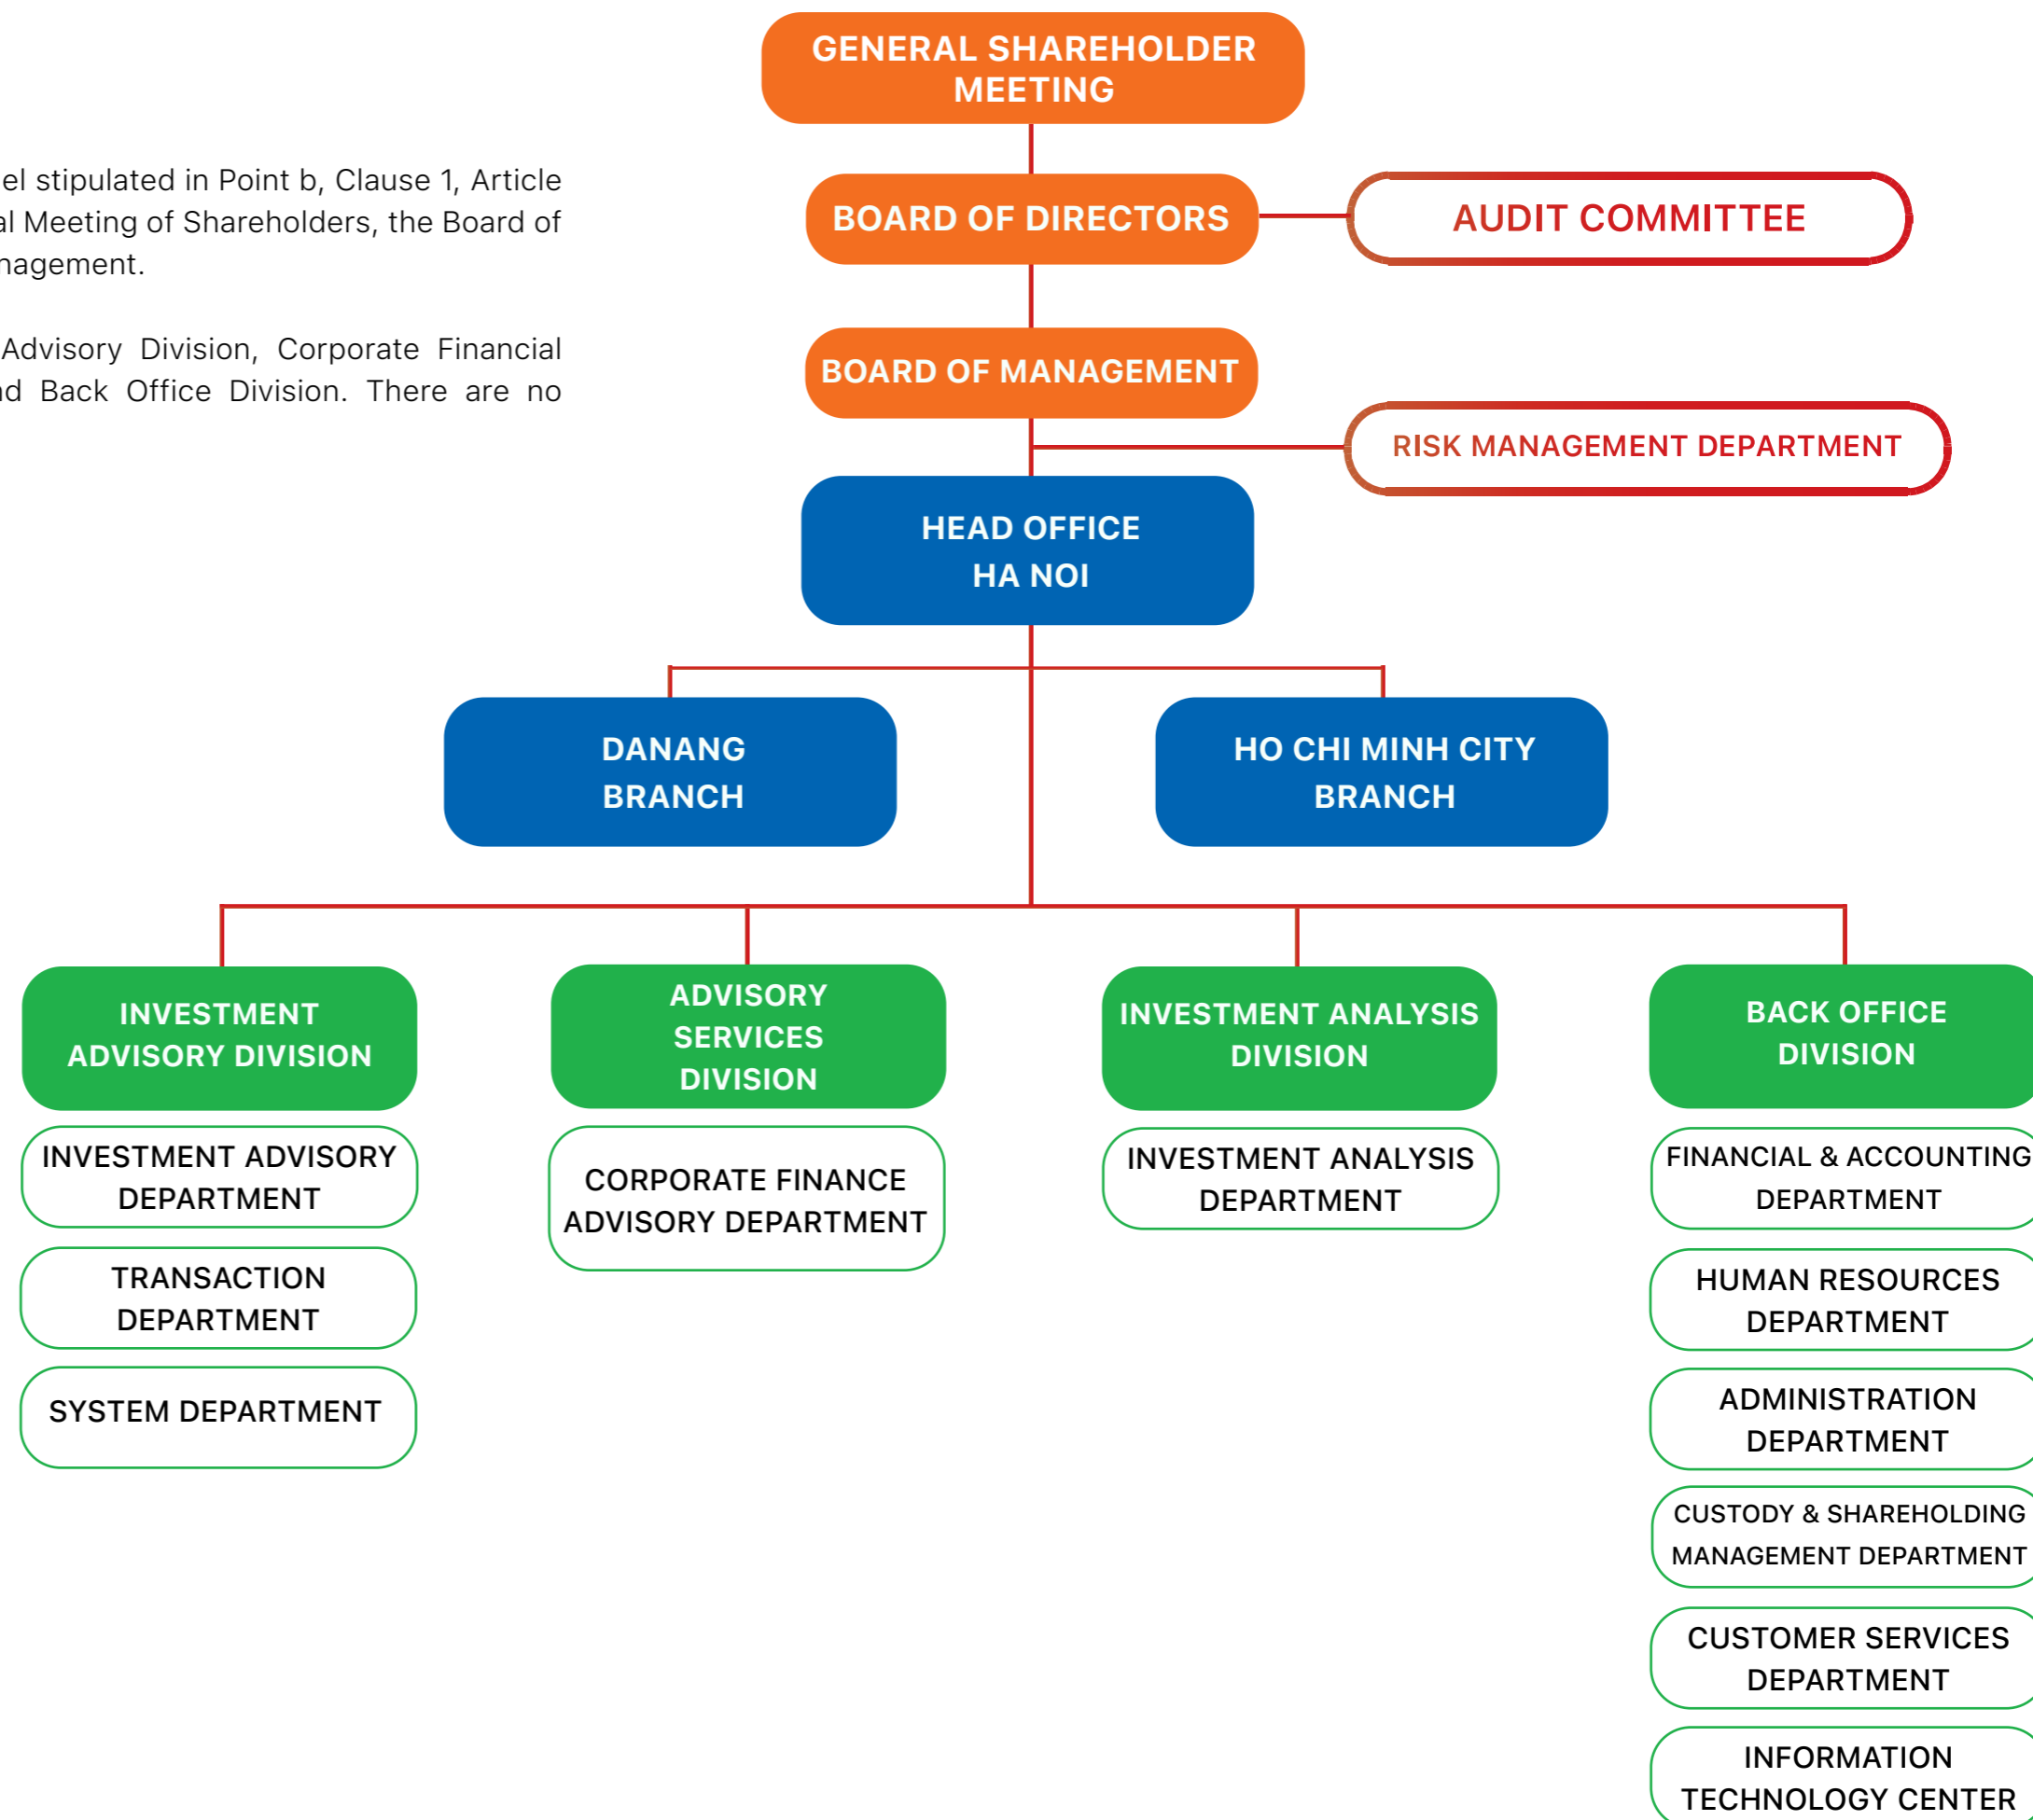 GENERAL SHAREHOLDER
MEETING
el stipulated in Point b, Clause 1, Article
al Meeting of Shareholders, the Board of
nagement.
BOARD OF DIRECTORS
AUDIT COMMITTEE
Advisory Division, Corporate Financial
nd Back Office Division. There are no
BOARD OF MANAGEMENT
RISK MANAGEMENT DEPARTMENT
HEAD OFFICE
HA NOI
DANANG
BRANCH
HO CHI MINH CITY
BRANCH
INVESTMENT
ADVISORY DIVISION
INVESTMENT ADVISORY
DEPARTMENT
TRANSACTION
DEPARTMENT
SYSTEM DEPARTMENT
ADVISORY
SERVICES
DIVISION
CORPORATE FINANCE
ADVISORY DEPARTMENT
INVESTMENT ANALYSIS
DIVISION
INVESTMENT ANALYSIS
DEPARTMENT
BACK OFFICE
DIVISION
FINANCIAL & ACCOUNTING
DEPARTMENT
HUMAN RESOURCES
DEPARTMENT
ADMINISTRATION
DEPARTMENT
CUSTODY & SHAREHOLDING
MANAGEMENT DEPARTMENT
CUSTOMER SERVICES
DEPARTMENT
INFORMATION
TECHNOLOGY CENTER